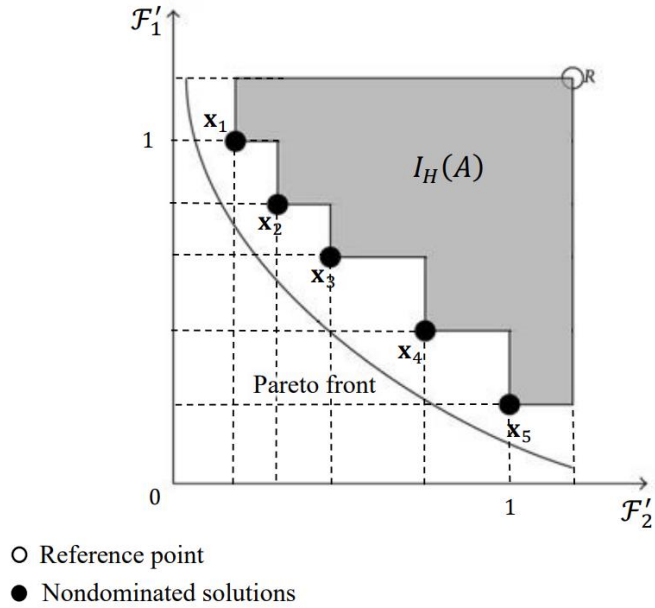 ℱ′₁
R
x₁
1
I_H(A)
x₂
x₃
x₄
Pareto front
x₅
0
1
ℱ′₂
Reference point
Nondominated solutions